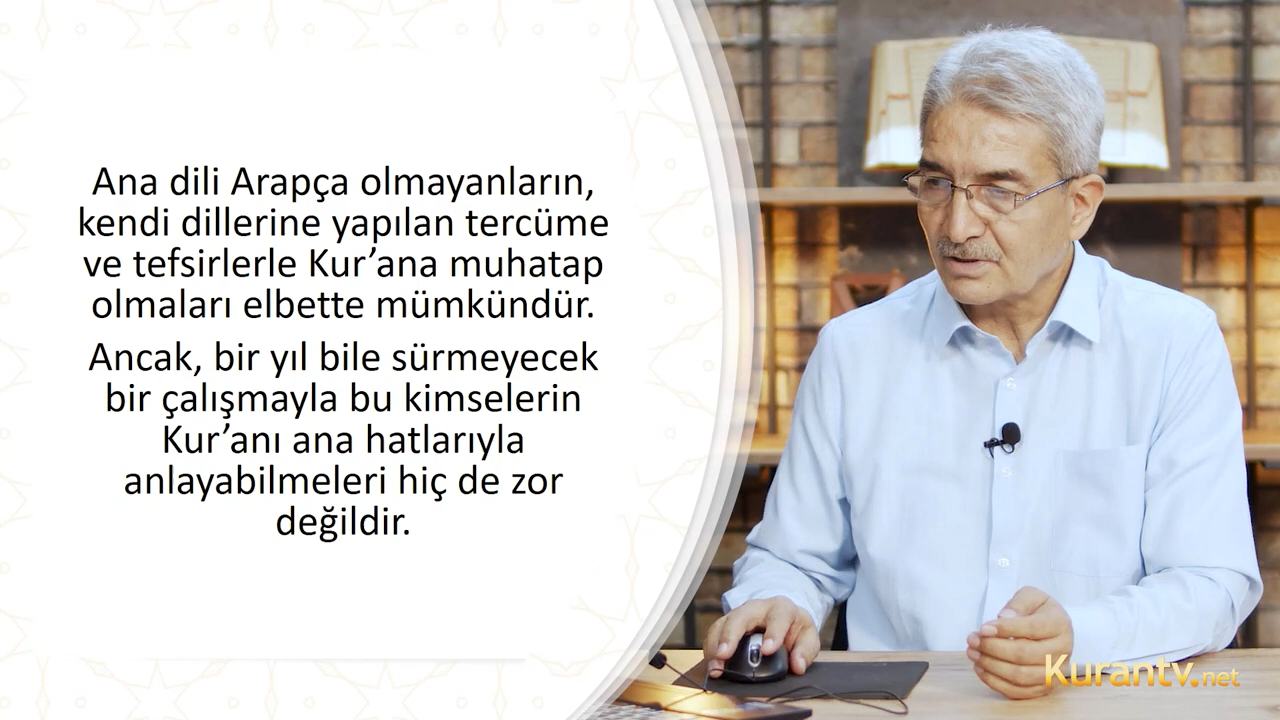 Ana dili Arapça olmayanların,
kendi dillerine yapılan tercüme
ve tefsirlerle Kur’ana muhatap
olmaları elbette mümkündür.
Ancak, bir yıl bile sürmeyecek
bir çalışmayla bu kimselerin
Kur’anı ana hatlarıyla
anlayabilmeleri hiç de zor
değildir.
Kurantv.net